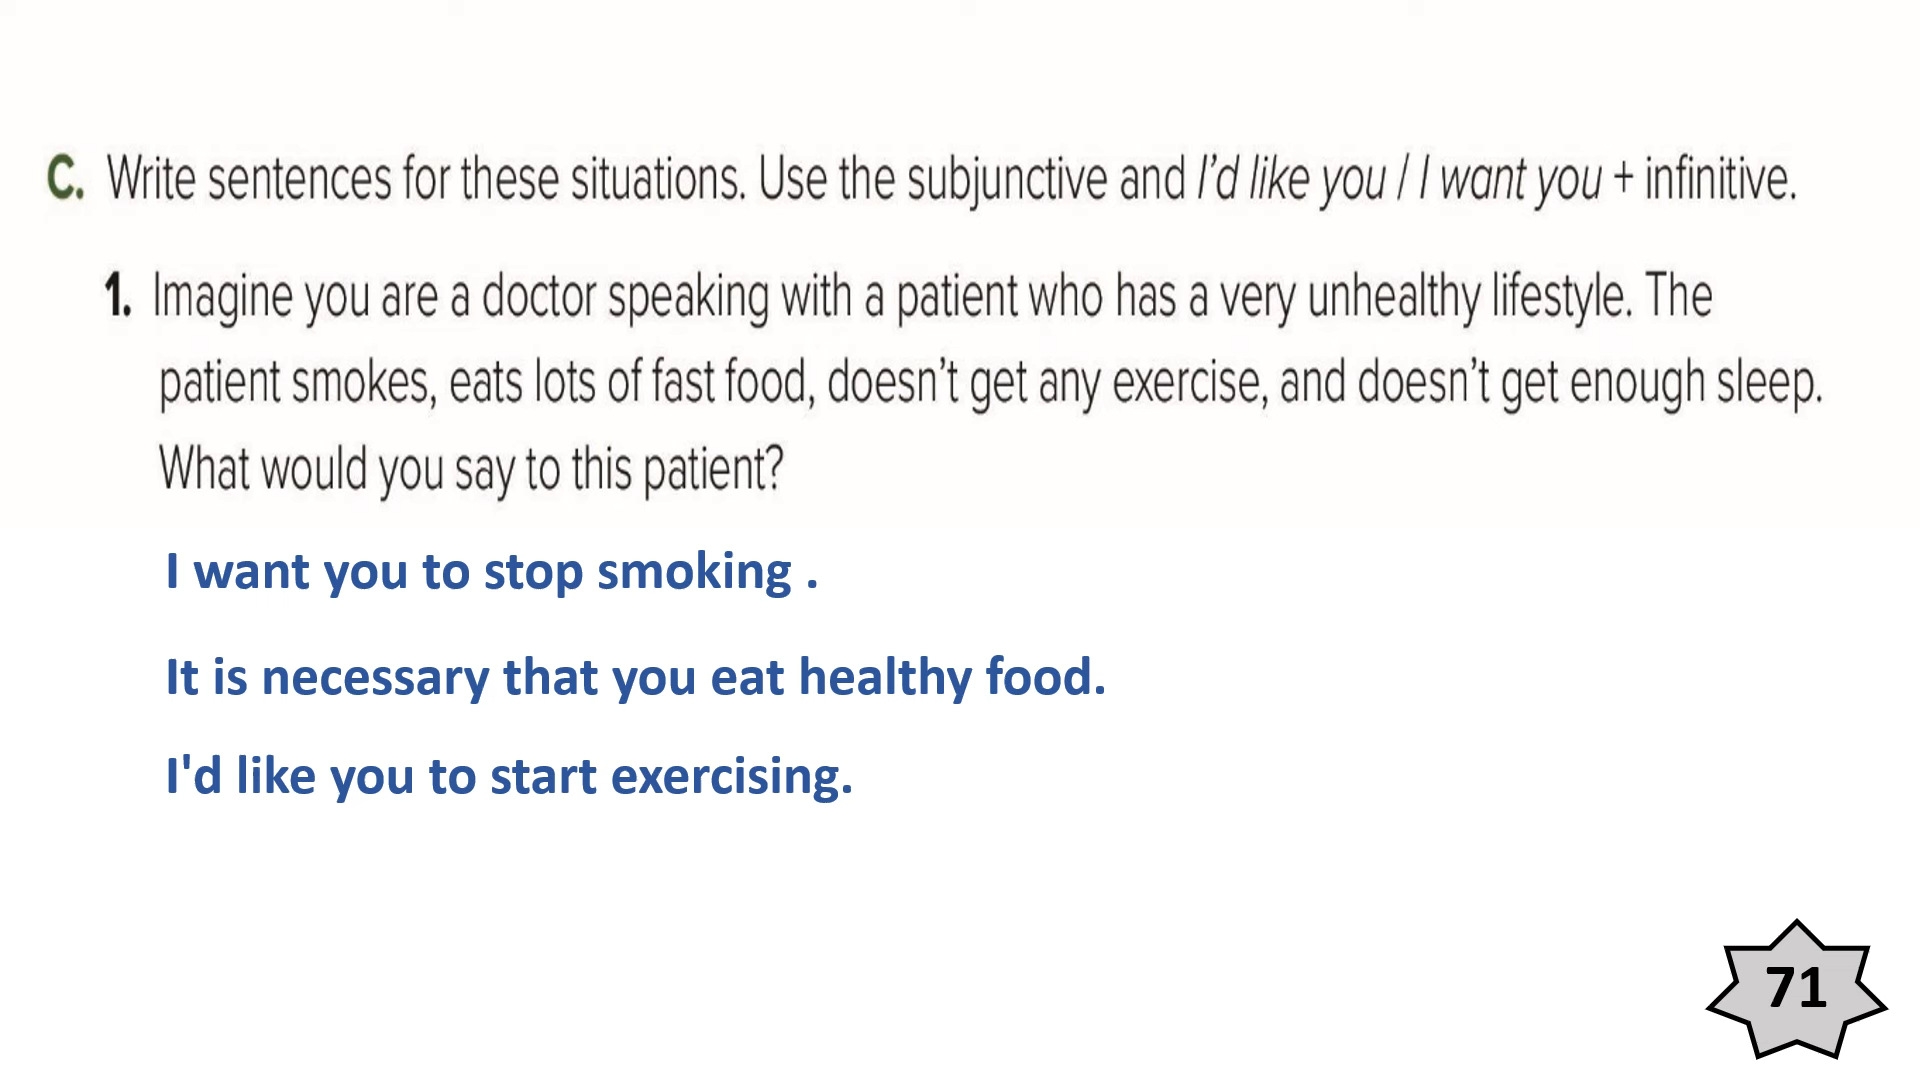 C. Write sentences for these situations. Use the subjunctive and I’d like you / I want you + infinitive.
1. Imagine you are a doctor speaking with a patient who has a very unhealthy lifestyle. The
patient smokes, eats lots of fast food, doesn’t get any exercise, and doesn’t get enough sleep.
What would you say to this patient?
I want you to stop smoking .
It is necessary that you eat healthy food.
I'd like you to start exercising.
71